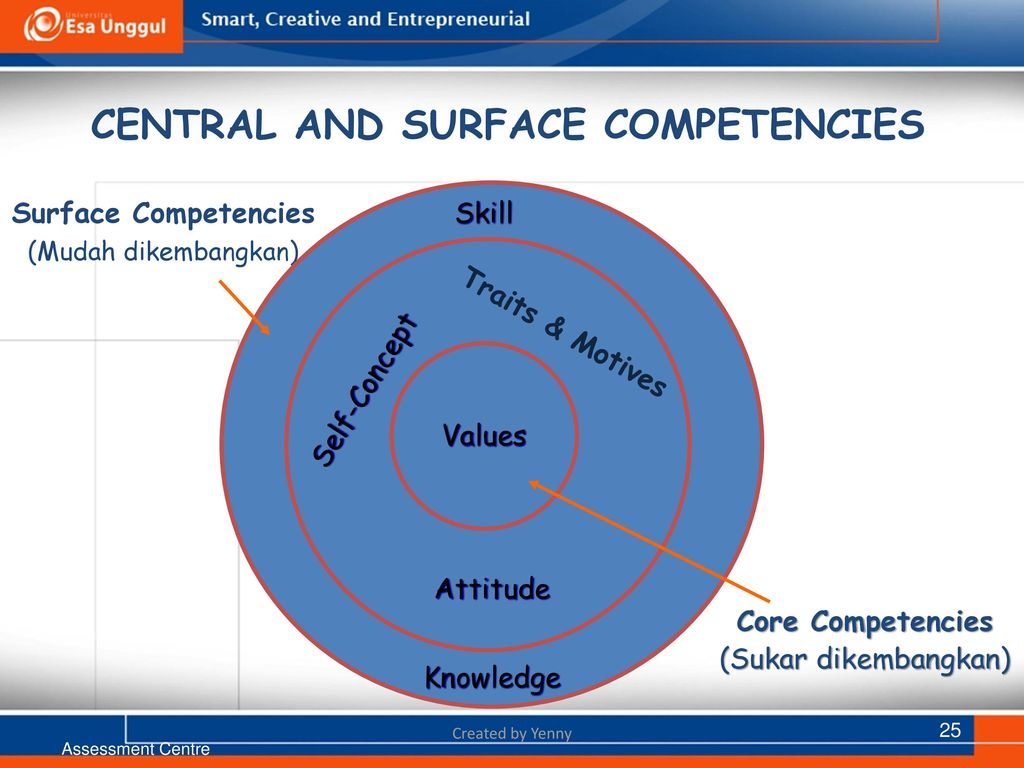 Universitas
Esa Unggul
Smart, Creative and Entrepreneurial
CENTRAL AND SURFACE COMPETENCIES
Surface Competencies
(Mudah dikembangkan)
Skill
Traits & Motives
Self-Concept
Values
Attitude
Knowledge
Core Competencies
(Sukar dikembangkan)
Assessment Centre
Created by Yenny
25